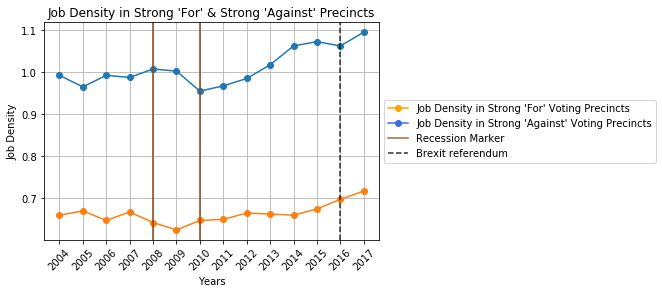 Job Density in Strong 'For' & Strong 'Against' Precincts
1.1
1.0
0.9
0.8
0.7
Job Density
2004
2005
2006
2007
2008
2009
2010
2011
2012
2013
2014
2015
2016
2017
Years
Job Density in Strong 'For' Voting Precincts
Job Density in Strong 'Against' Voting Precincts
Recession Marker
Brexit referendum